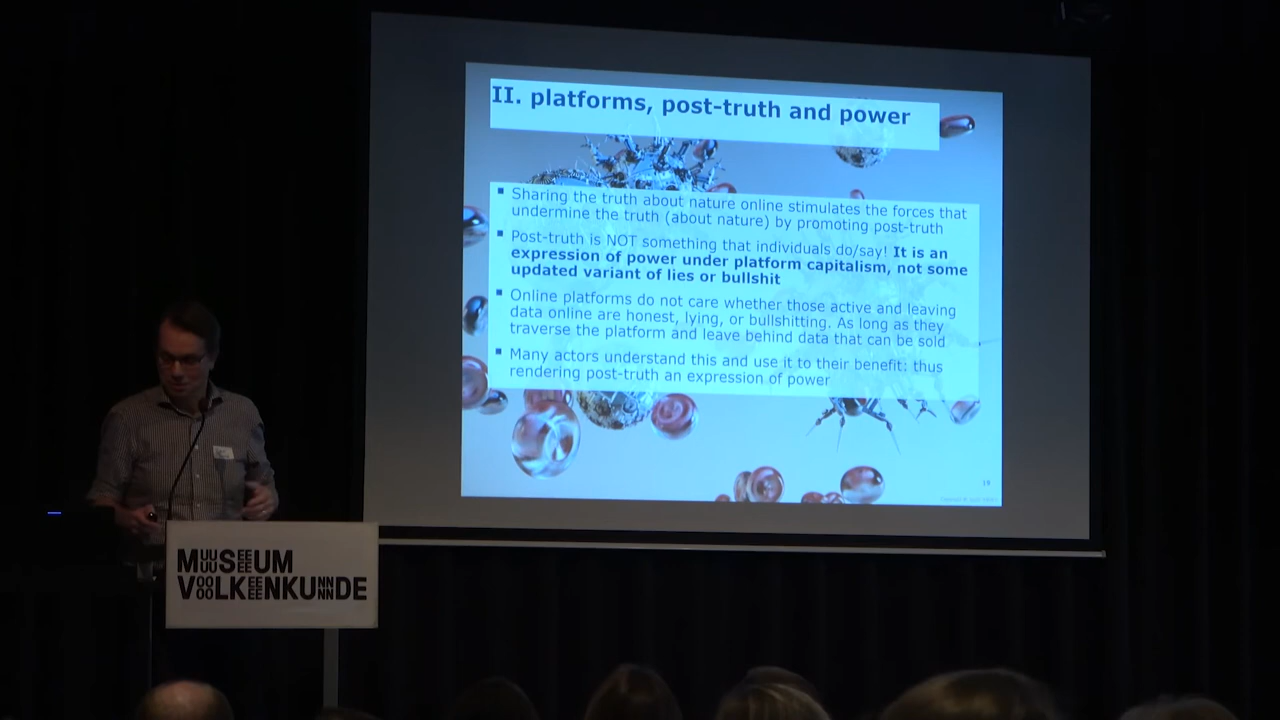 II. platforms, post-truth and power
Sharing the truth about nature online stimulates the forces that
undermine the truth (about nature) by promoting post-truth
Post-truth is NOT something that individuals do/say! It is an
expression of power under platform capitalism, not some
updated variant of lies or bullshit
Online platforms do not care whether those active and leaving
data online are honest, lying, or bullshitting. As long as they
traverse the platform and leave behind data that can be sold
Many actors understand this and use it to their benefit: thus
rendering post-truth an expression of power
MUSEUM
VOLKENKUNDE